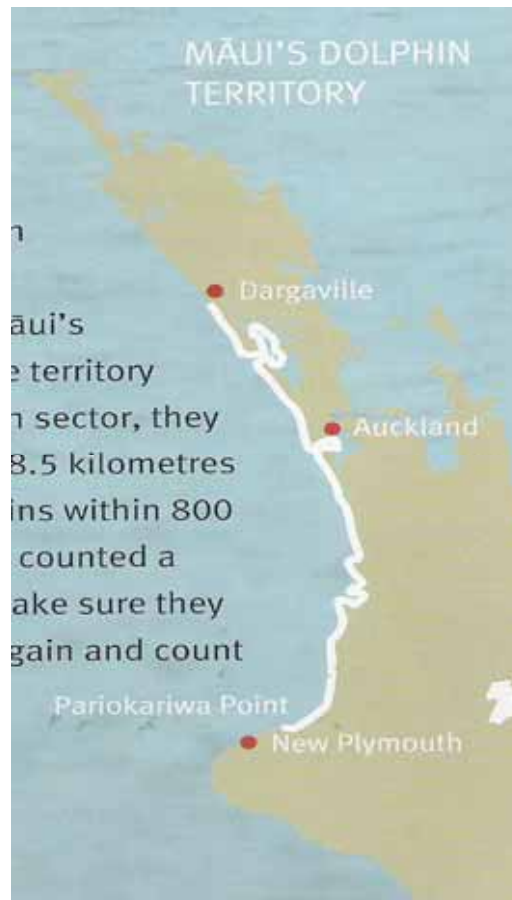 MĀUI'S DOLPHIN
TERRITORY
n
Dargaville
āui's
e territory
n sector, they
Auckland
8.5 kilometres
ins within 800
counted a
ake sure they
gain and count
Pariokariwa Point
New Plymouth